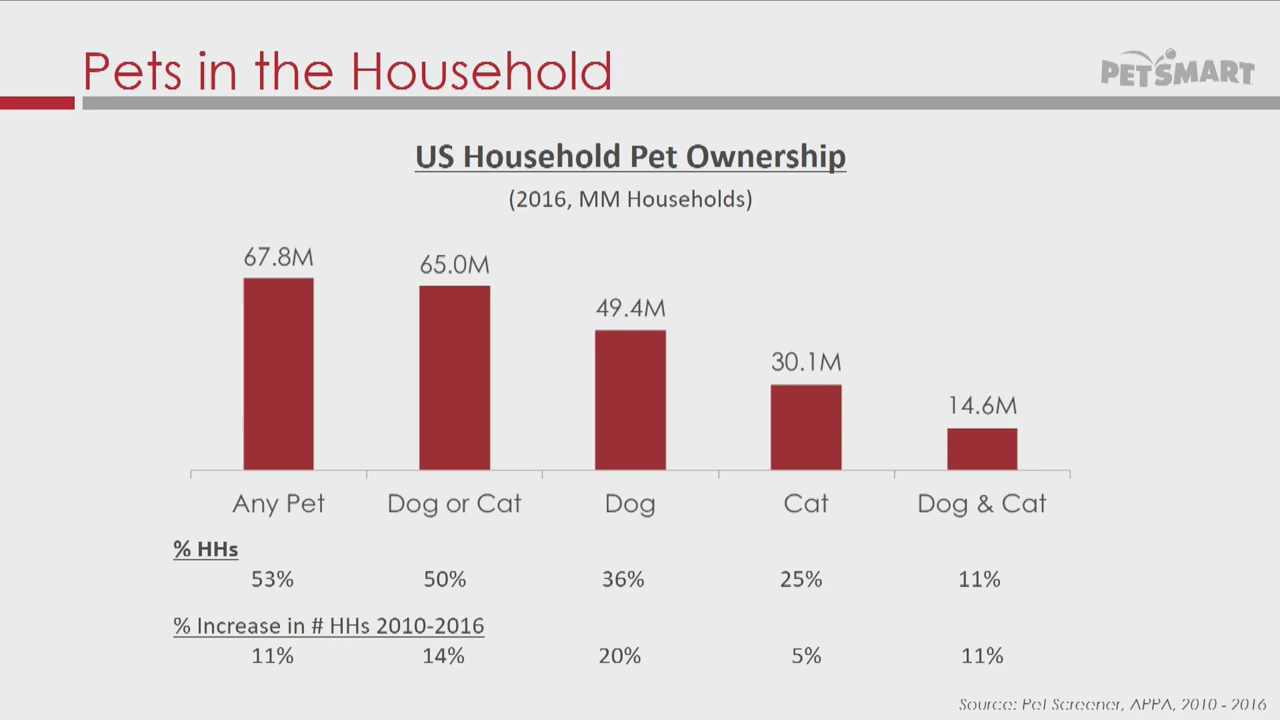 Pets in the Household
PETSMART
US Household Pet Ownership
(2016, MM Households)
67.8M
65.0M
49.4M
30.1M
14.6M
Any Pet
Dog or Cat
Dog
Cat
Dog & Cat
% HHs
53%
50%
36%
25%
11%
% Increase in # HHs 2010-2016
11%
14%
20%
5%
11%
Source: Pet Screener, APPA, 2010 - 2016